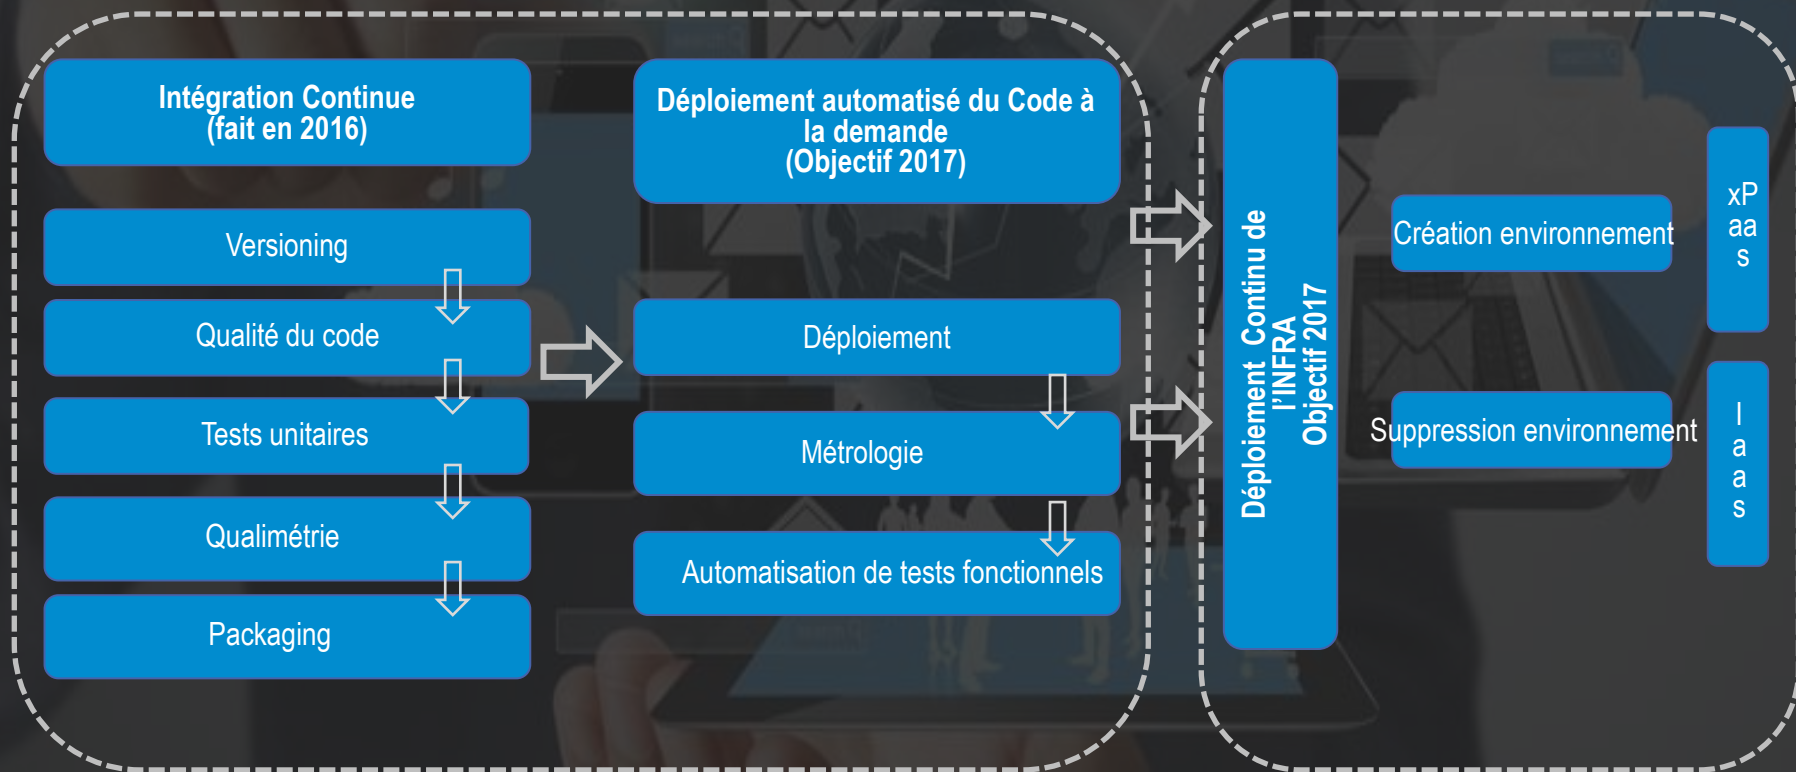 Intégration Continue
(fait en 2016)
Versioning
Qualité du code
Tests unitaires
Qualimétrie
Packaging
Déploiement automatisé du Code à
la demande
(Objectif 2017)
Déploiement
Métrologie
Automatisation de tests fonctionnels
Déploiement Continu de
l'INFRA
Objectif 2017
Création environnement
Suppression environnement
xP
aa
s
I
a
a
s